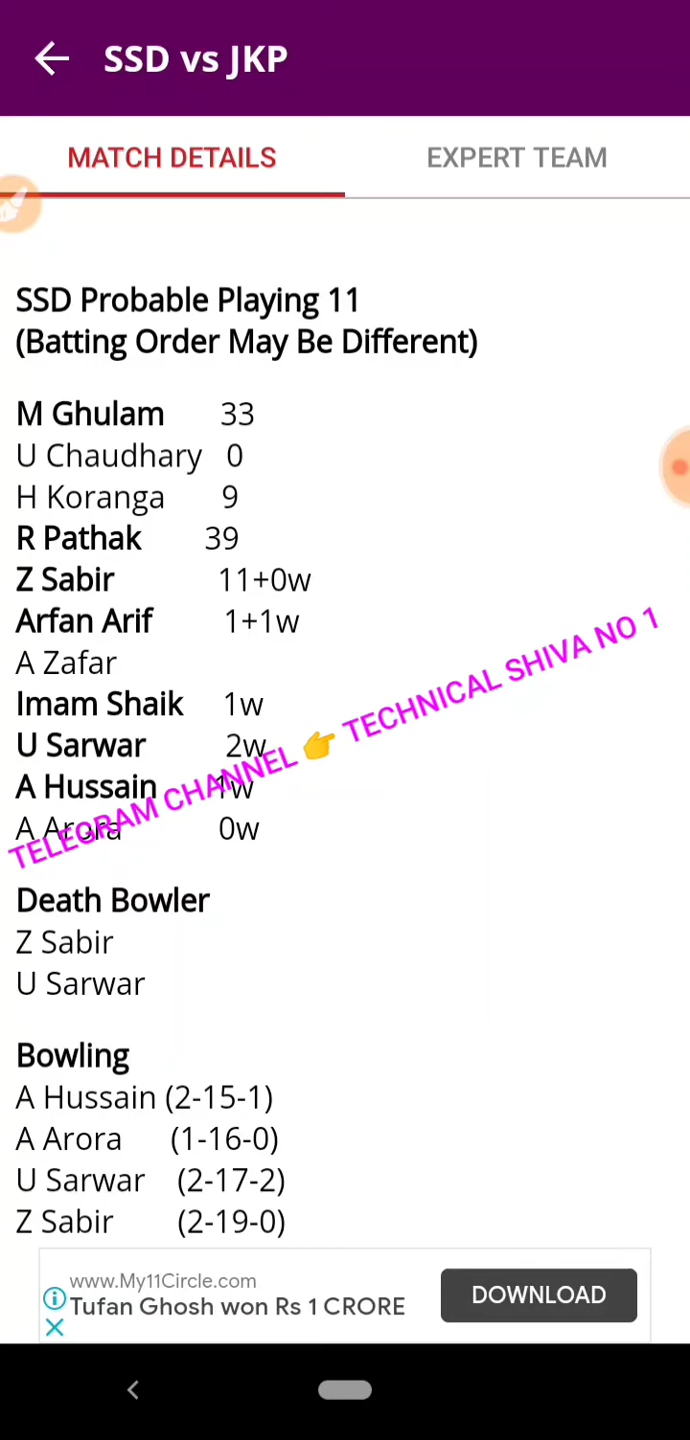 SSD vs JKP
MATCH DETAILS EXPERT TEAM
SSD Probable Playing 11
(Batting Order May Be Different)
M Ghulam 33
U Chaudhary 0
H Koranga 9
R Pathak 39
Z Sabir 11+0w
Arfan Arif 1+1w
A Zafar
Imam Shaik 1w
U Sarwar 2w
A Hussain 1w
A Arora 0w
TELEGRAM CHANNEL 👉 TECHNICAL SHIVA NO 1
Death Bowler
Z Sabir
U Sarwar
Bowling
A Hussain (2-15-1)
A Arora (1-16-0)
U Sarwar (2-17-2)
Z Sabir (2-19-0)
www.My11Circle.com
Tufan Ghosh won Rs 1 CRORE
DOWNLOAD